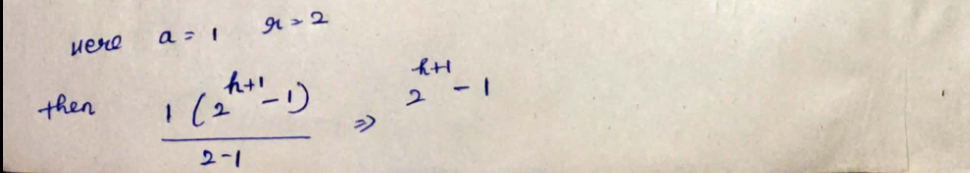 Here a = 1 r = 2
then 1 (2^{h+1} - 1) / 2-1 ⇒ 2^{h+1} - 1